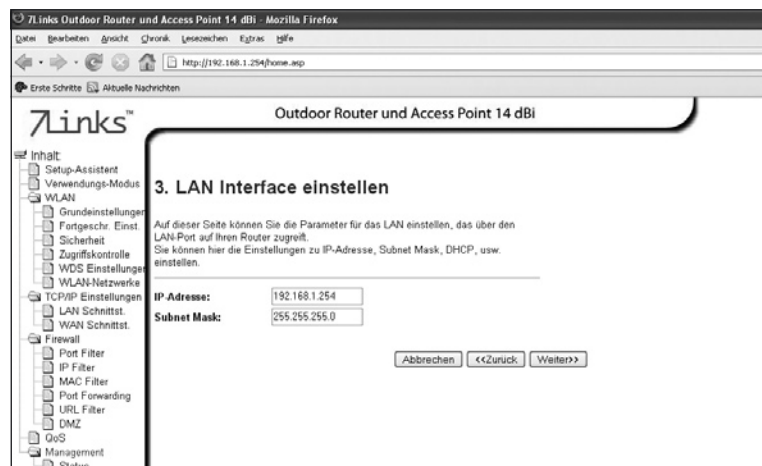 7Links Outdoor Router und Access Point 14 dBi - Mozilla Firefox
Datei Bearbeiten Ansicht Chronik Lesezeichen Extras Hilfe
http://192.168.1.254/home.asp
Erste Schritte Aktuelle Nachrichten
7Links™
Outdoor Router und Access Point 14 dBi
Inhalt:
Setup-Assistent
Verwendungs-Modus
WLAN
Grundeinstellungen
Fortgeschr. Einst.
Sicherheit
Zugriffskontrolle
WDS Einstellunger
WLAN-Netzwerke
TCP/IP Einstellungen
LAN Schnittst.
WAN Schnittst.
Firewall
Port Filter
IP Filter
MAC Filter
Port Forwarding
URL Filter
DMZ
QoS
Management
Status
3. LAN Interface einstellen
Auf dieser Seite können Sie die Parameter für das LAN einstellen, das über den
LAN-Port auf Ihren Router zugreift.
Sie können hier die Einstellungen zu IP-Adresse, Subnet Mask, DHCP, usw.
einstellen.
IP-Adresse: 192.168.1.254
Subnet Mask: 255.255.255.0
Abbrechen <<Zurück Weiter>>